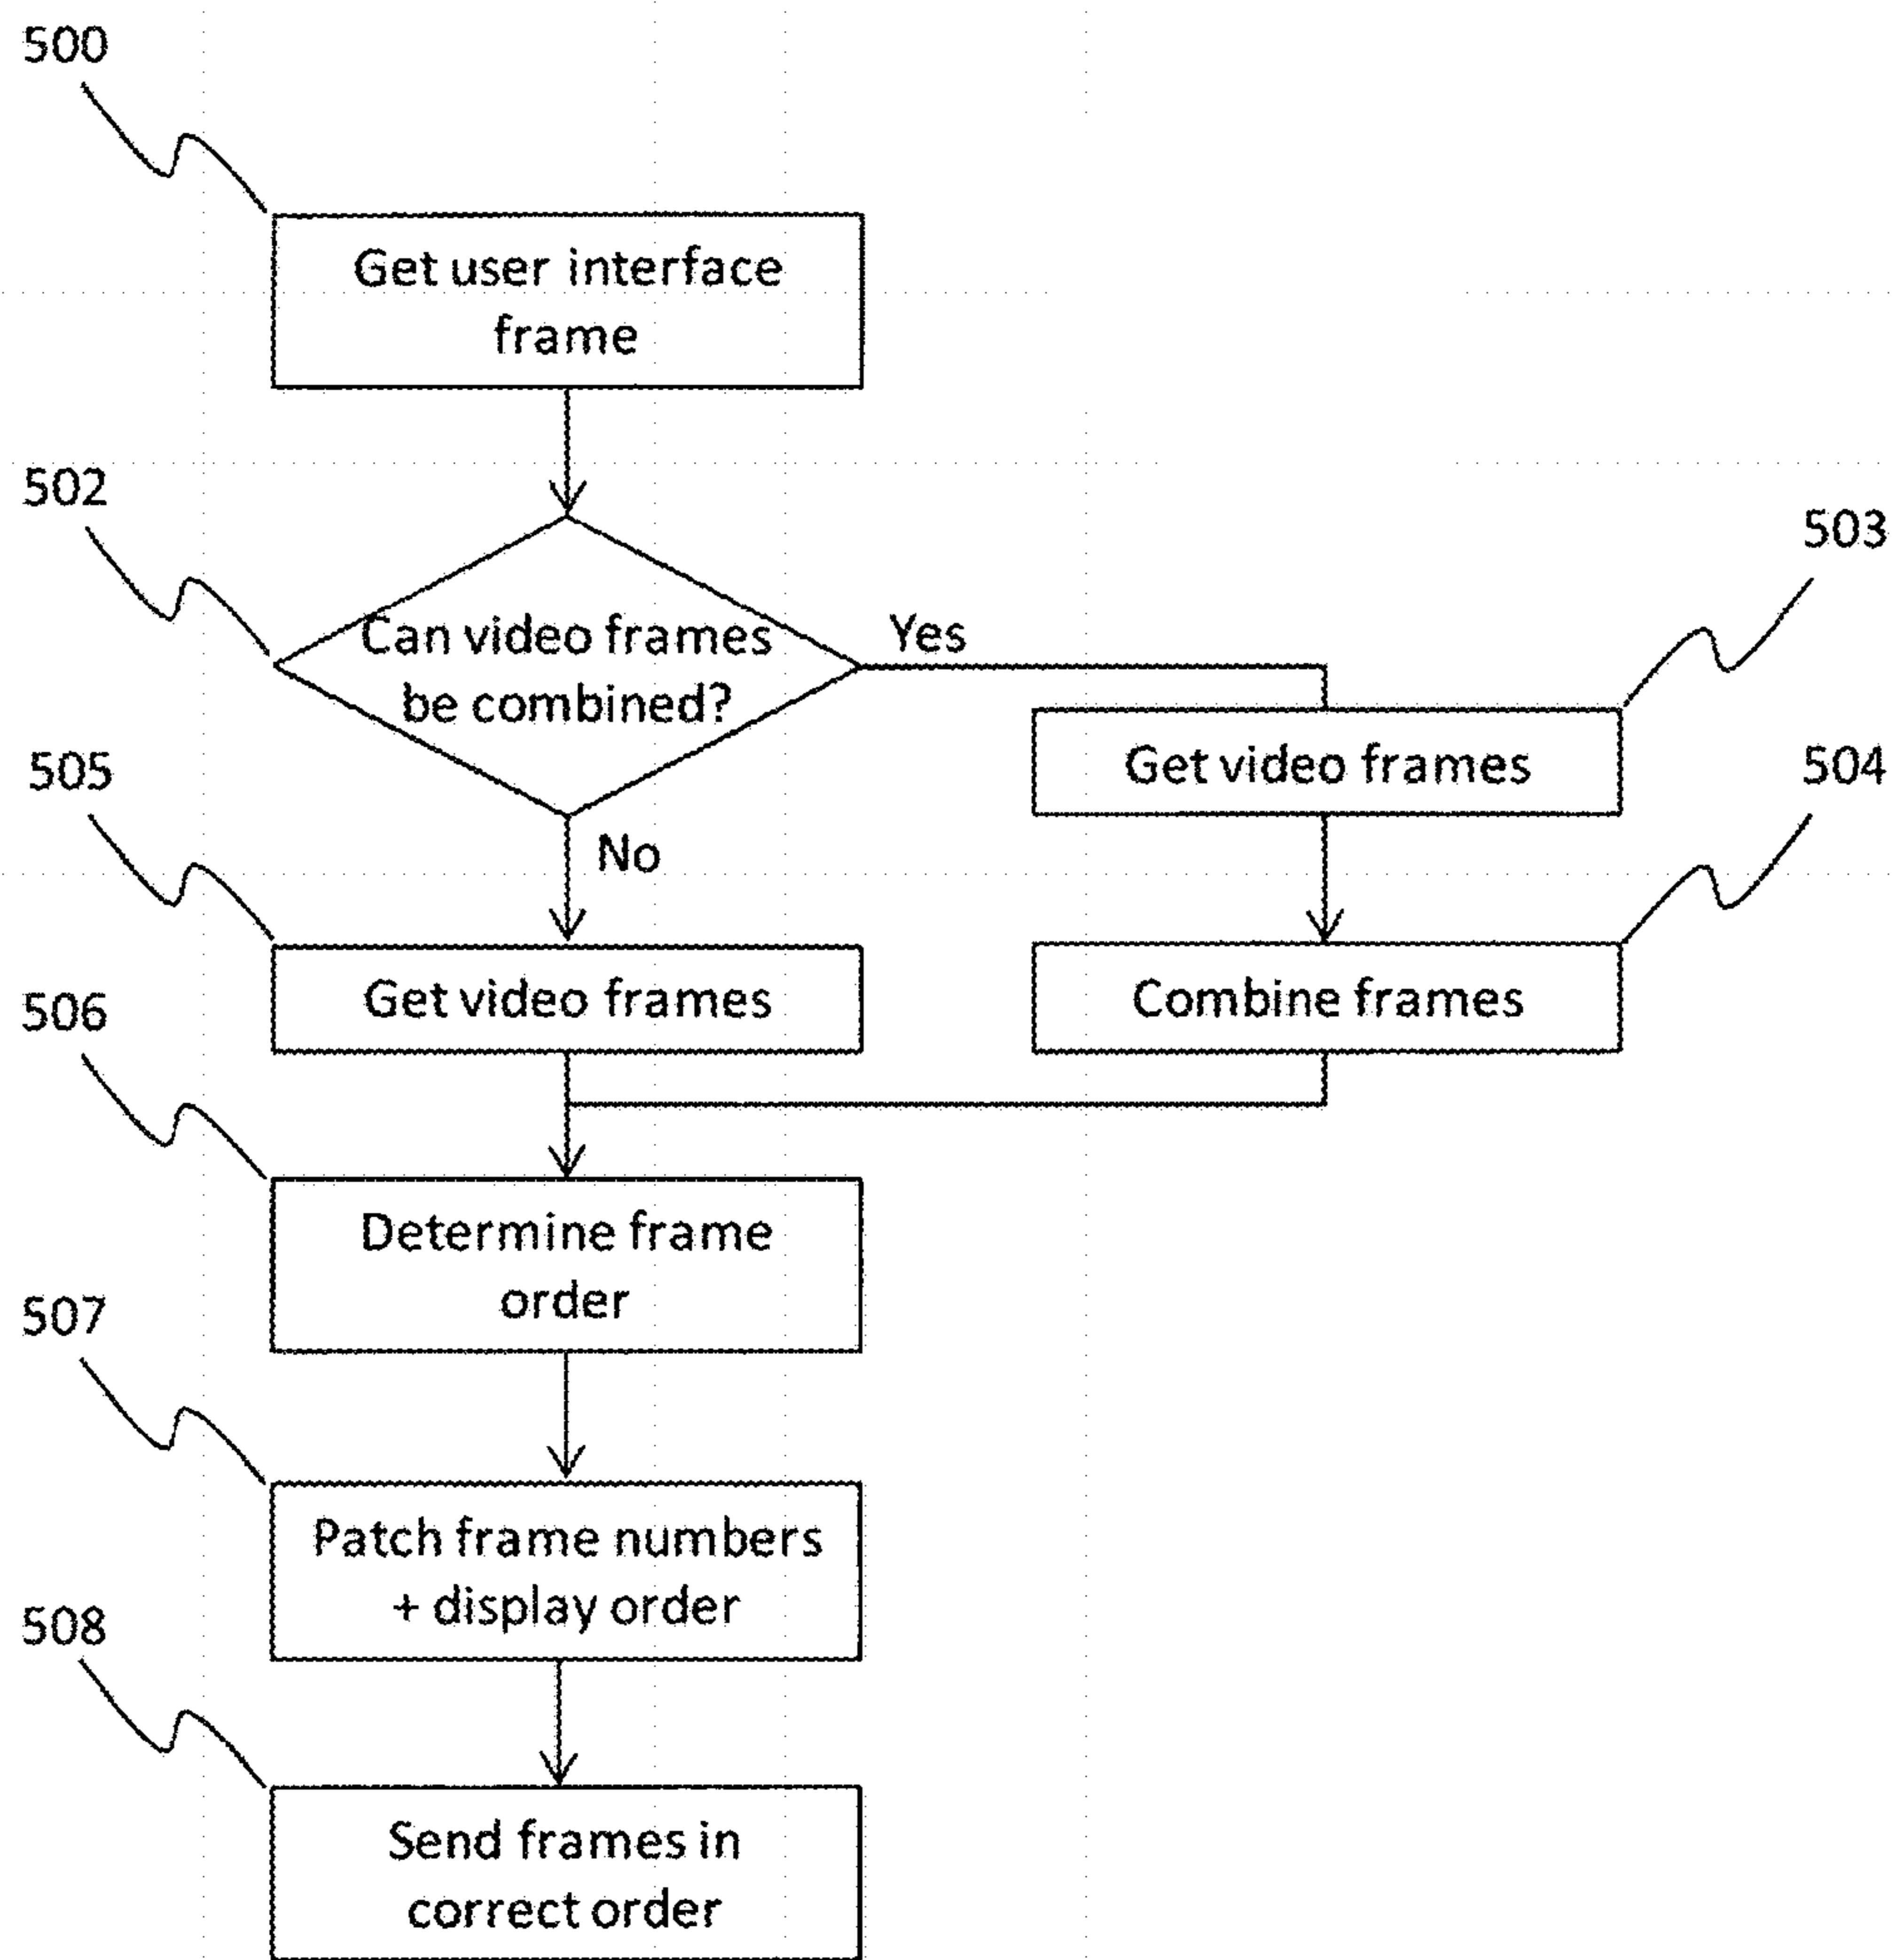 500
Get user interface
frame
502
503
Can video frames
be combined?
Yes
505
Get video frames
504
No
506
Get video frames
Combine frames
Determine frame
order
507
Patch frame numbers
+ display order
508
Send frames in
correct order